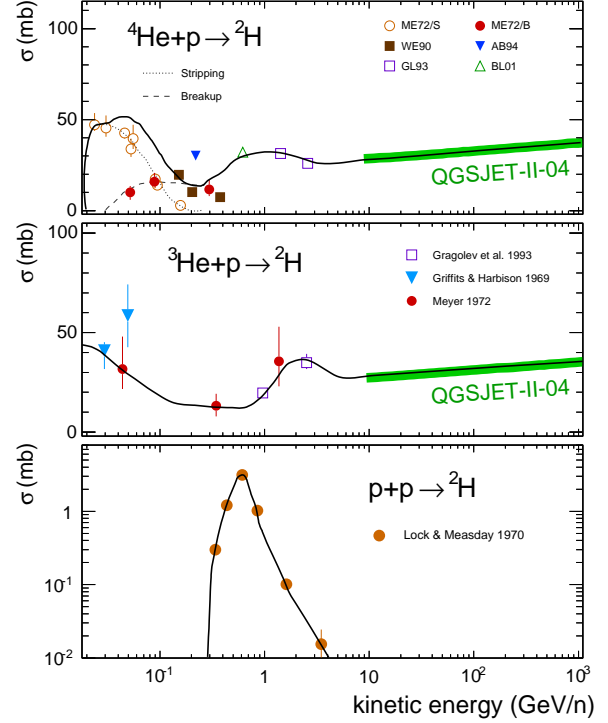 σ (mb)
100
50
0
⁴He+p→²H
ME72/S
ME72/B
WE90
AB94
GL93
BL01
Stripping
Breakup
QGSJET-II-04
σ (mb)
100
50
0
³He+p→²H
Gragolev et al. 1993
Griffits & Harbison 1969
Meyer 1972
QGSJET-II-04
σ (mb)
1
10⁻¹
10⁻²
p+p→²H
Lock & Measday 1970
10⁻¹ 1 10 10² 10³
kinetic energy (GeV/n)